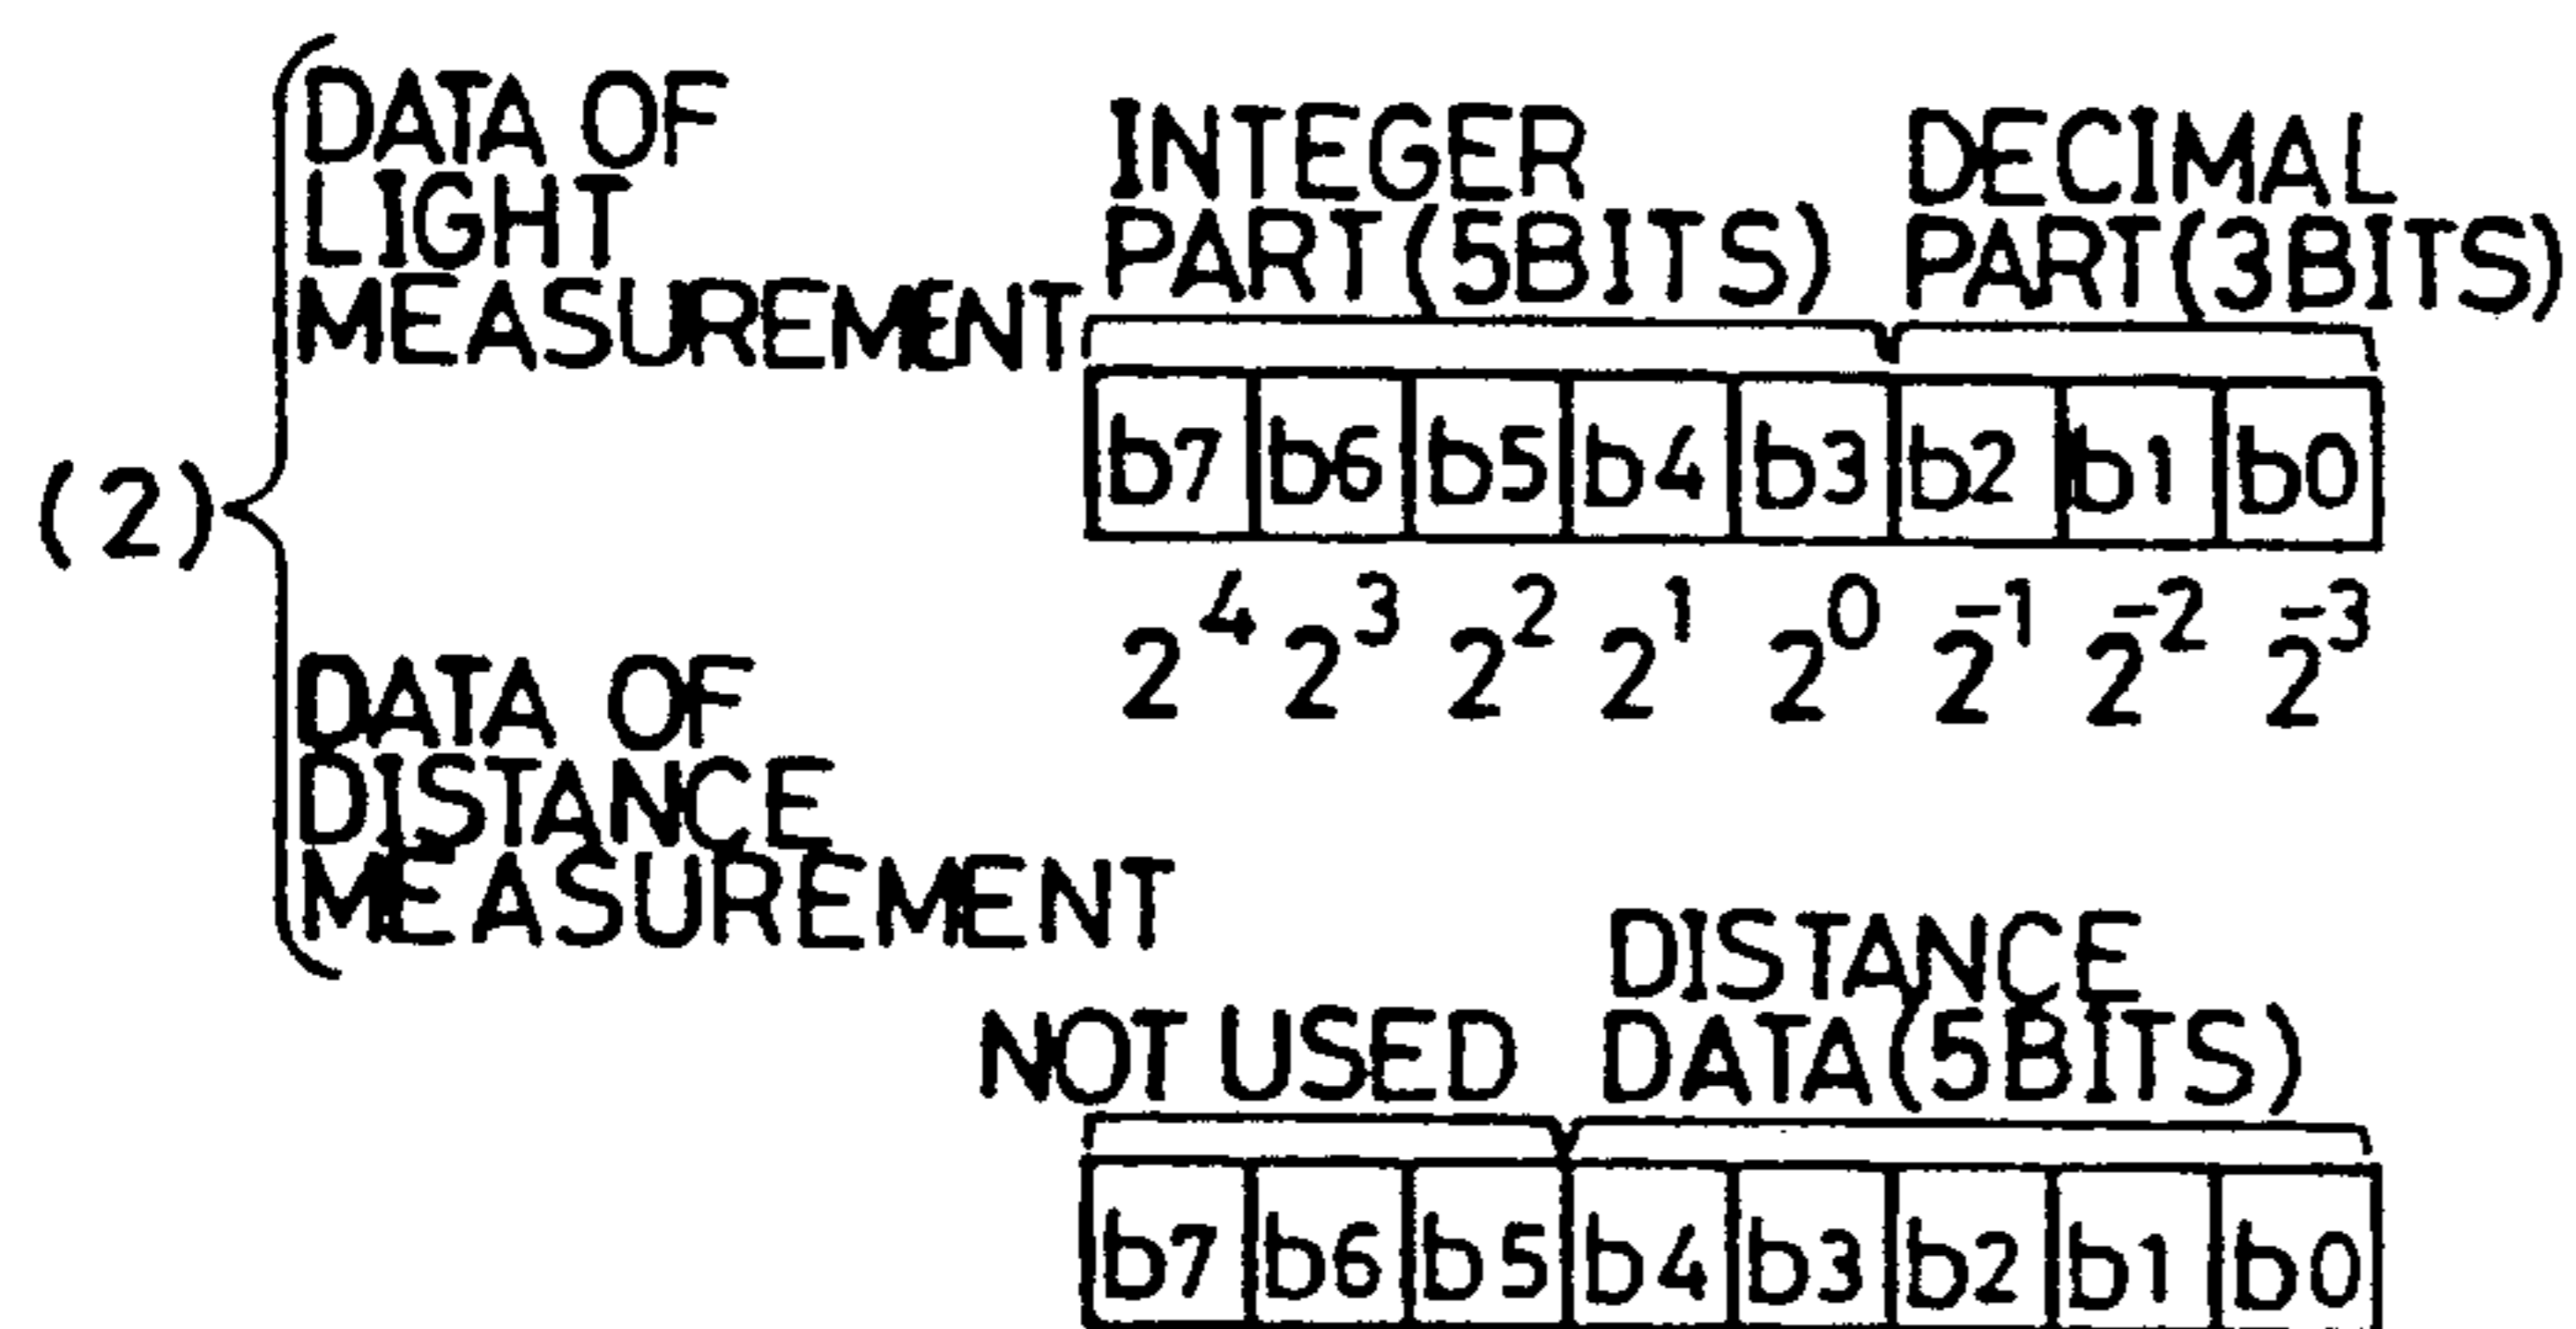 DATA OF
LIGHT
MEASUREMENT
INTEGER
PART(5BITS)
DECIMAL
PART(3BITS)
b7 b6 b5 b4 b3 b2 b1 b0
2^4 2^3 2^2 2^1 2^0 2^-1 2^-2 2^-3
(2)
DATA OF
DISTANCE
MEASUREMENT
NOT USED
DISTANCE
DATA(5BITS)
b7 b6 b5 b4 b3 b2 b1 b0